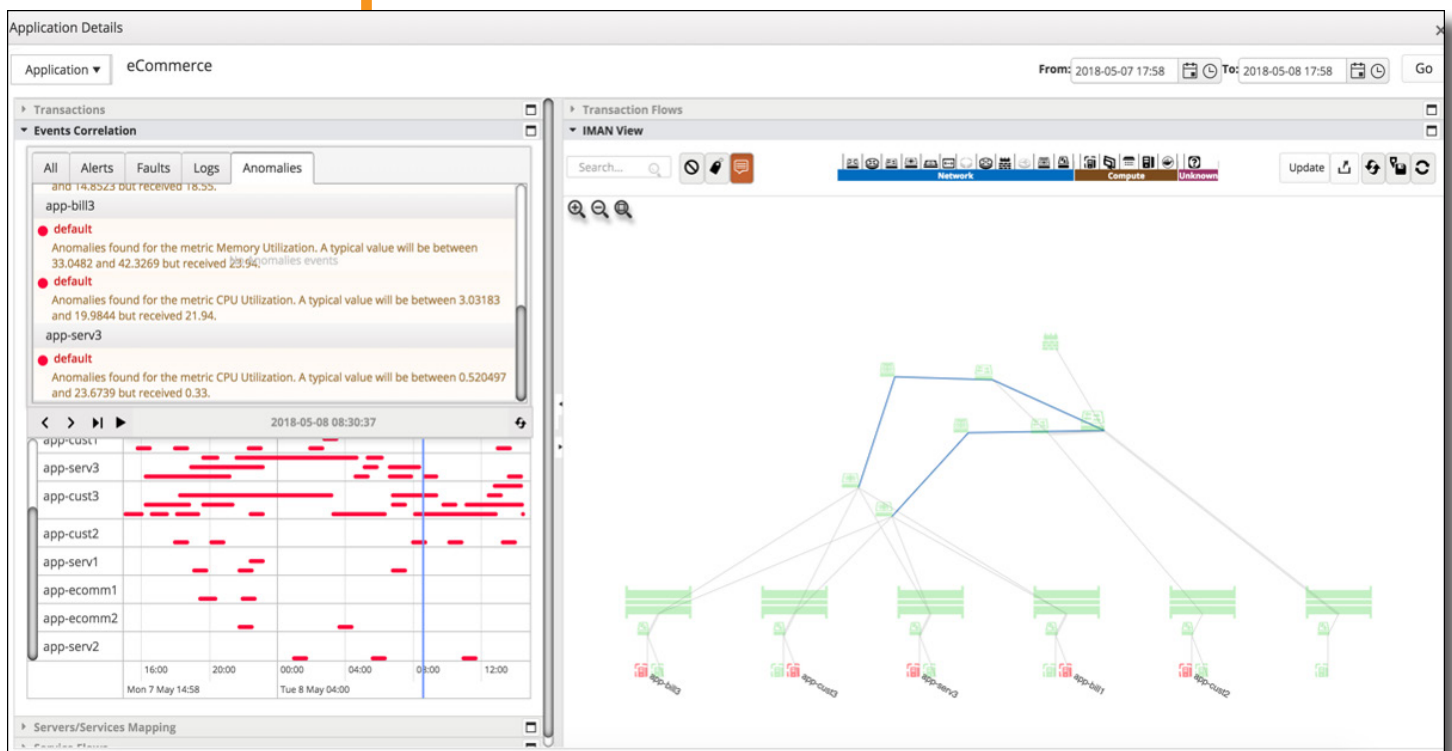 Application Details
×
Application ▼
eCommerce
From: 2018-05-07 17:58
To: 2018-05-08 17:58
Go
Transactions
Events Correlation
All
Alerts
Faults
Logs
Anomalies
and 14.8523 but received 18.55.
app-bill3
default
Anomalies found for the metric Memory Utilization. A typical value will be between
33.0482 and 42.3269 but received 23.94.
No Anomalies events
default
Anomalies found for the metric CPU Utilization. A typical value will be between 3.03183
and 19.9844 but received 21.94.
app-serv3
default
Anomalies found for the metric CPU Utilization. A typical value will be between 0.520497
and 23.6739 but received 0.33.
2018-05-08 08:30:37
app-cust1
app-serv3
app-cust3
app-cust2
app-serv1
app-ecomm1
app-ecomm2
app-serv2
16:00
20:00
00:00
04:00
08:00
12:00
Mon 7 May 14:58
Tue 8 May 04:00
Servers/Services Mapping
Service Flows
Transaction Flows
IMAN View
Search...
Network
Compute
Unknown
Update
app-bill3
app-cust3
app-serv3
app-bill1
app-cust2